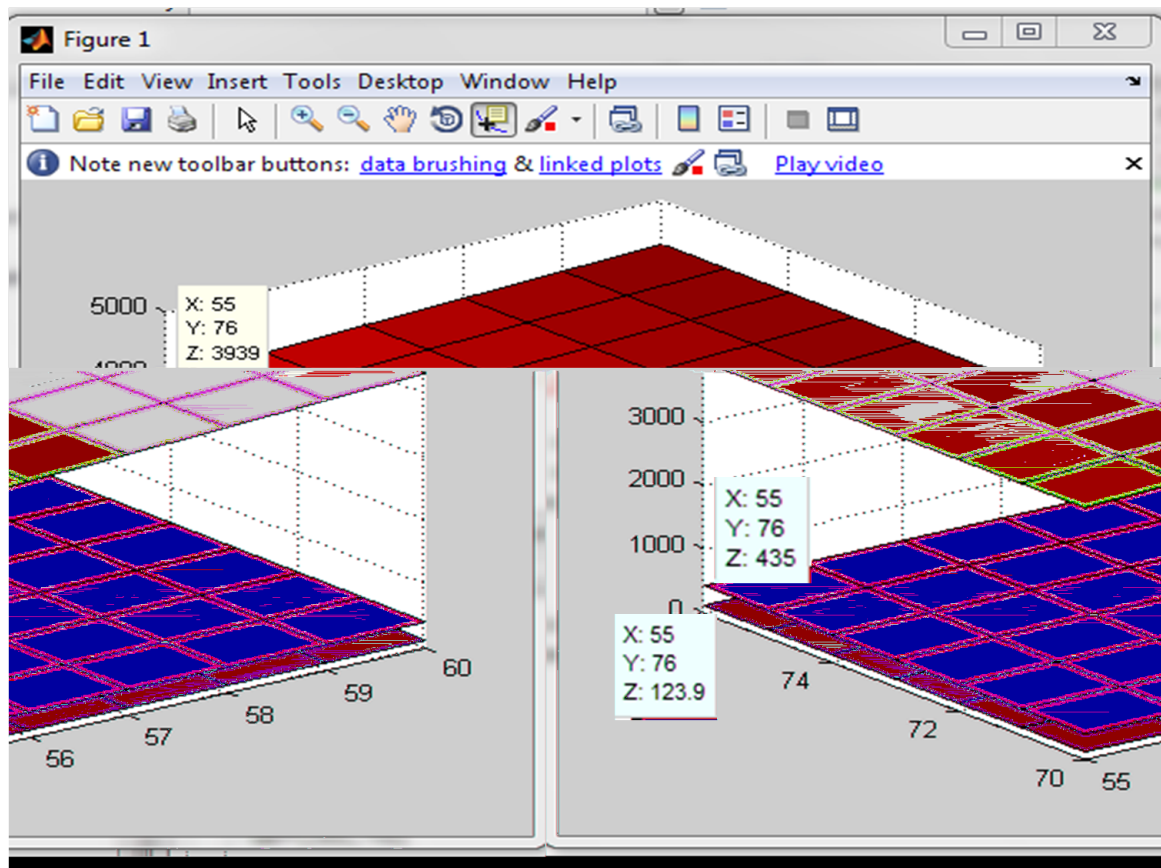 Figure 1
File Edit View Insert Tools Desktop Window Help
Note new toolbar buttons: data brushing & linked plots Play video
5000
X: 55
Y: 76
Z: 3939
3000
2000
1000
0
X: 55
Y: 76
Z: 435
X: 55
Y: 76
Z: 123.9
60
59
58
57
56
74
72
70
55